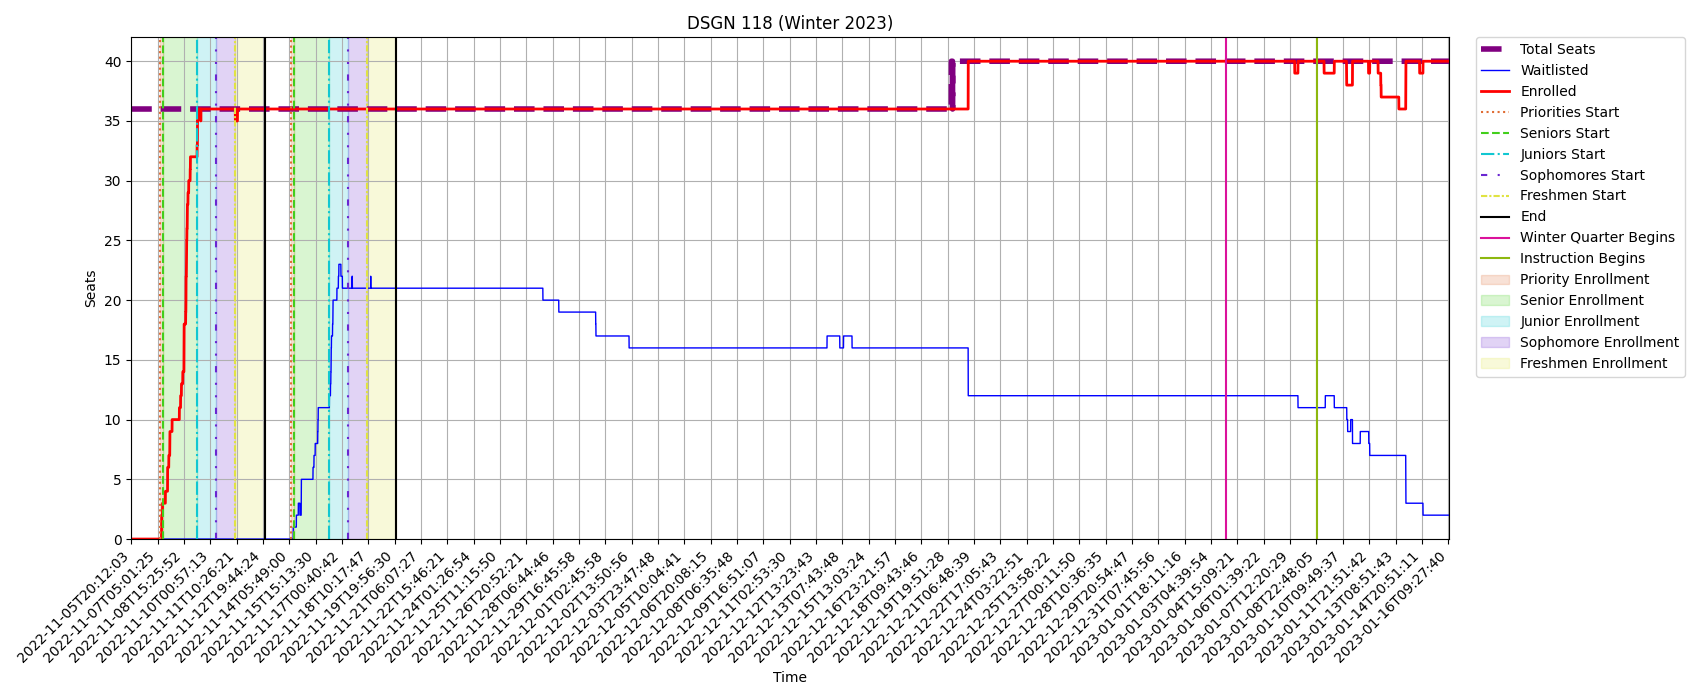 DSGN 118 (Winter 2023)
Seats
40
35
30
25
20
15
10
5
0
2022-11-05T20:12:03
2022-11-07T05:01:25
2022-11-08T15:25:52
2022-11-10T00:57:13
2022-11-11T10:26:21
2022-11-12T19:44:24
2022-11-14T05:49:00
2022-11-15T15:13:30
2022-11-17T00:40:42
2022-11-18T10:17:47
2022-11-19T19:56:30
2022-11-21T06:07:27
2022-11-22T15:46:21
2022-11-24T01:26:54
2022-11-25T11:15:50
2022-11-26T20:52:21
2022-11-28T06:44:46
2022-11-29T16:45:58
2022-12-01T02:45:58
2022-12-02T13:50:56
2022-12-03T23:47:48
2022-12-05T10:04:41
2022-12-06T20:08:15
2022-12-08T06:35:48
2022-12-09T16:51:07
2022-12-11T02:53:30
2022-12-12T13:23:43
2022-12-13T07:43:48
2022-12-15T13:03:24
2022-12-16T23:21:57
2022-12-18T09:43:46
2022-12-19T19:51:28
2022-12-21T06:48:39
2022-12-22T17:05:43
2022-12-24T03:22:51
2022-12-25T13:58:22
2022-12-27T00:11:50
2022-12-28T10:36:35
2022-12-29T20:54:47
2022-12-31T07:45:56
2023-01-01T18:11:16
2023-01-03T04:39:54
2023-01-04T15:09:21
2023-01-06T01:39:22
2023-01-07T12:20:29
2023-01-08T22:48:05
2023-01-10T09:49:37
2023-01-11T21:51:42
2023-01-13T08:51:43
2023-01-14T20:51:11
2023-01-16T09:27:40
Time
Total Seats
Waitlisted
Enrolled
Priorities Start
Seniors Start
Juniors Start
Sophomores Start
Freshmen Start
End
Winter Quarter Begins
Instruction Begins
Priority Enrollment
Senior Enrollment
Junior Enrollment
Sophomore Enrollment
Freshmen Enrollment